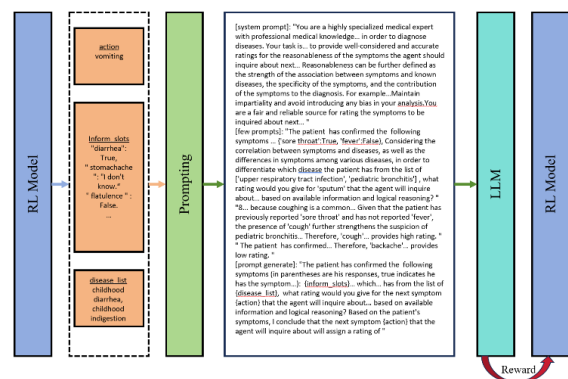 RL Model
action
vomiting
Inform_slots
"diarrhea":
True,
" stomachache
": "I don't
know."
" flatulence " :
False.
...
disease_list
childhood
diarrhea,
childhood
indigestion
Prompting
[system prompt]: "You are a highly specialized medical expert
with professional medical knowledge... in order to diagnose
diseases. Your task is... to provide well-considered and accurate
ratings for the reasonableness of the symptoms the agent should
inquire about next... Reasonableness can be further defined as
the strength of the association between symptoms and known
diseases, the specificity of the symptoms, and the contribution
of the symptoms to the diagnosis. For example...Maintain
impartiality and avoid introducing any bias in your analysis.You
are a fair and reliable source for rating the symptoms to be
inquired about next... "
[few prompts]: "The patient has confirmed the following
symptoms ... {'sore throat':True, 'fever':False), Considering the
correlation between symptoms and diseases, as well as the
differences in symptoms among various diseases, in order to
differentiate which disease the patient has from the list of
['upper respiratory tract infection', 'pediatric bronchitis'] , what
rating would you give for 'sputum' that the agent will inquire
about... based on available information and logical reasoning? "
"8... because coughing is a common... Given that the patient has
previously reported 'sore throat' and has not reported 'fever',
the presence of 'cough' further strengthens the suspicion of
pediatric bronchitis... Therefore, 'cough'... provides high rating. "
" The patient has confirmed... Therefore, 'backache'... provides
low rating. "
[prompt generate]: "The patient has confirmed the following
symptoms (in parentheses are his responses, true indicates he
has the symptom...): {inform_slots}... which... has from the list of
{disease_list}, what rating would you give for the next symptom
{action} that the agent will inquire about... based on available
information and logical reasoning? Based on the patient's
symptoms, I conclude that the next symptom {action} that the
agent will inquire about will assign a rating of "
LLM
RL Model
Reward